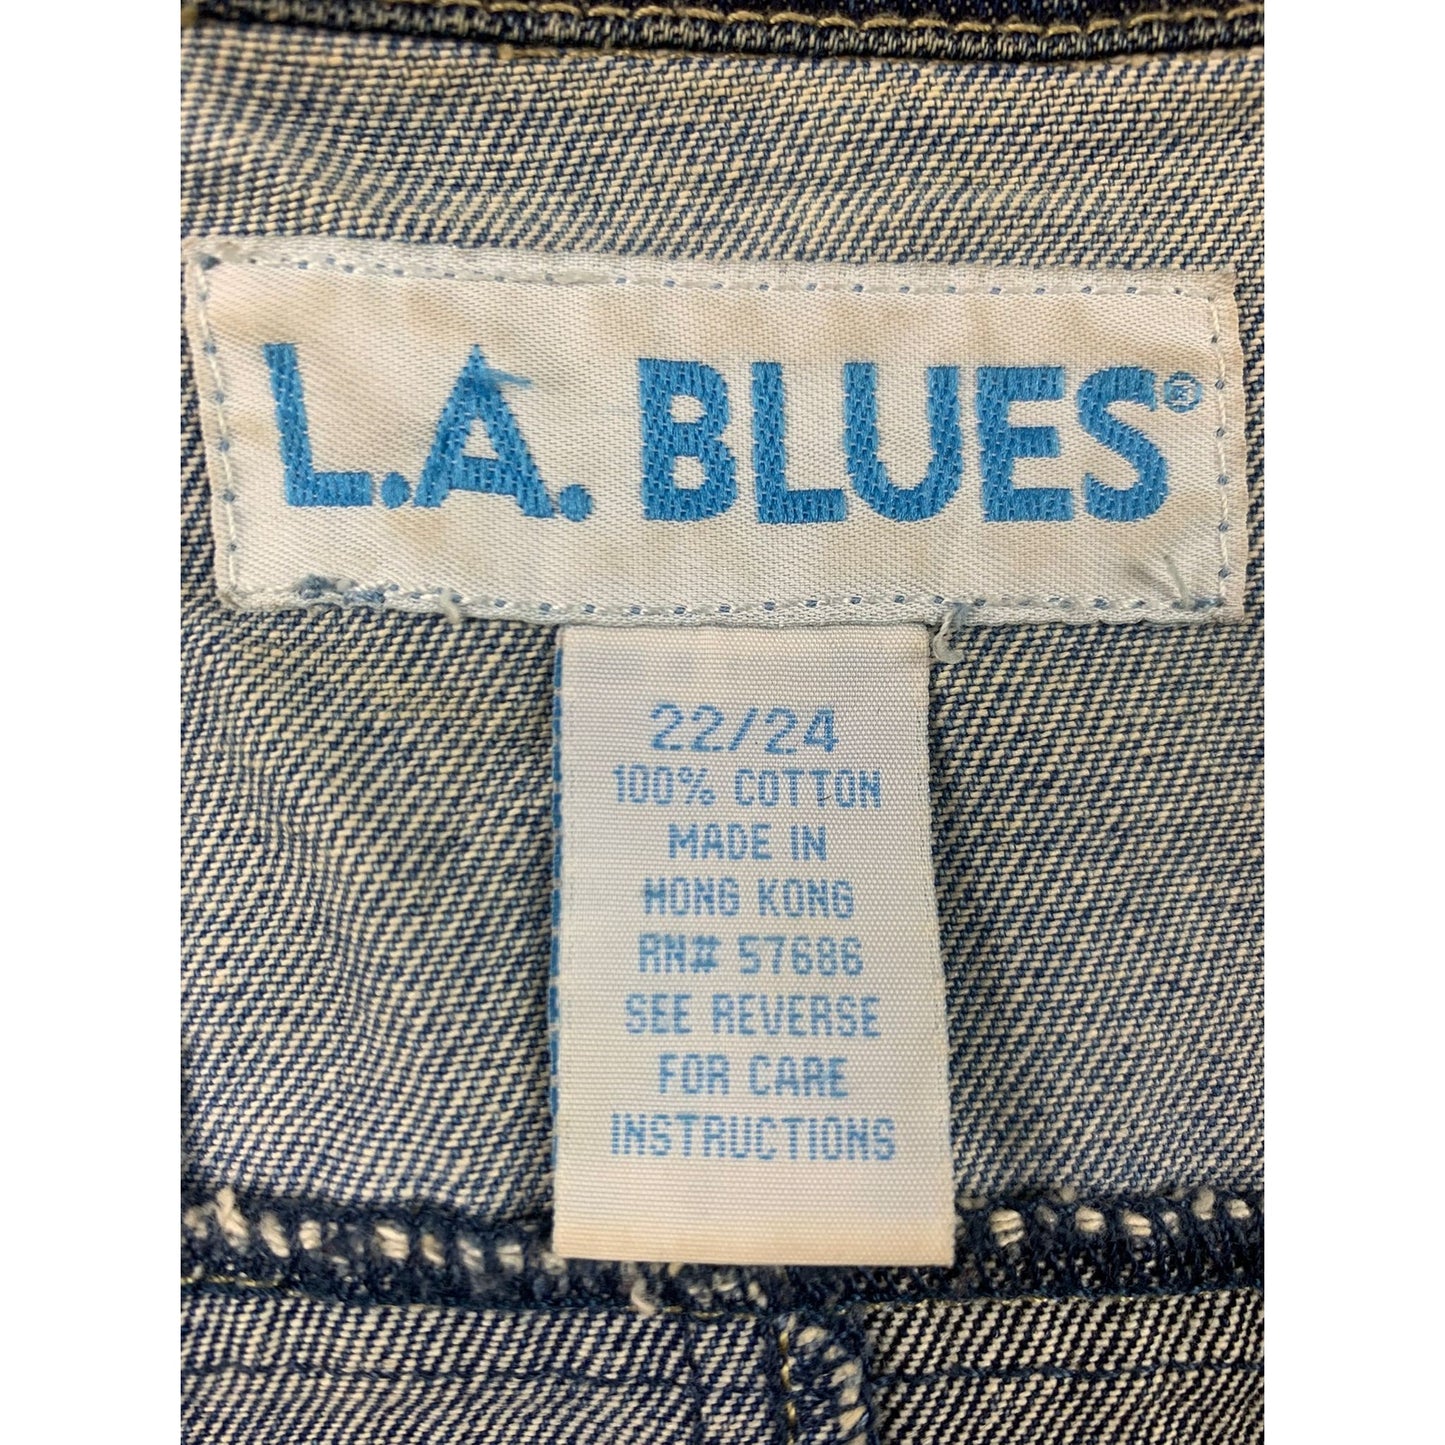 L.A. BLUES®
22/24
100% COTTON
MADE IN
HONG KONG
RN# 57686
SEE REVERSE
FOR CARE
INSTRUCTIONS